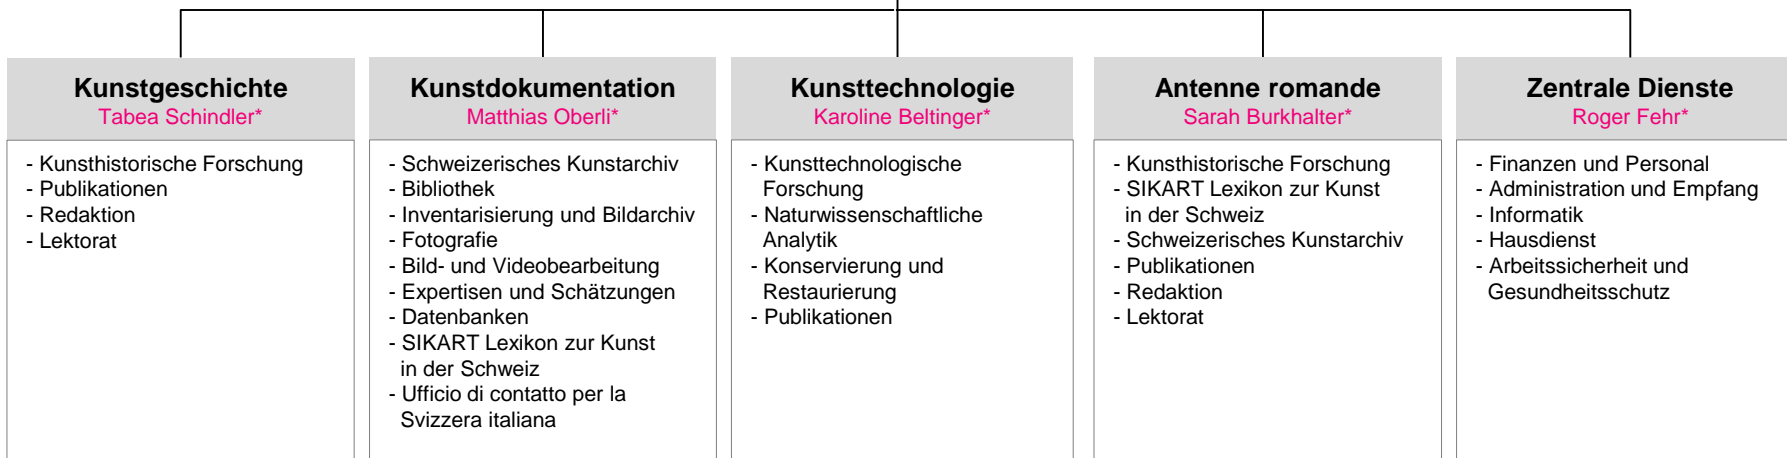 Kunstgeschichte
Tabea Schindler*
- Kunsthistorische Forschung
- Publikationen
- Redaktion
- Lektorat
Kunstdokumentation
Matthias Oberli*
- Schweizerisches Kunstarchiv
- Bibliothek
- Inventarisierung und Bildarchiv
- Fotografie
- Bild- und Videobearbeitung
- Expertisen und Schätzungen
- Datenbanken
- SIKART Lexikon zur Kunst
in der Schweiz
- Ufficio di contatto per la
Svizzera italiana
Kunsttechnologie
Karoline Beltinger*
- Kunsttechnologische
Forschung
- Naturwissenschaftliche
Analytik
- Konservierung und
Restaurierung
- Publikationen
Antenne romande
Sarah Burkhalter*
- Kunsthistorische Forschung
- SIKART Lexikon zur Kunst
in der Schweiz
- Schweizerisches Kunstarchiv
- Publikationen
- Redaktion
- Lektorat
Zentrale Dienste
Roger Fehr*
- Finanzen und Personal
- Administration und Empfang
- Informatik
- Hausdienst
- Arbeitssicherheit und
Gesundheitsschutz